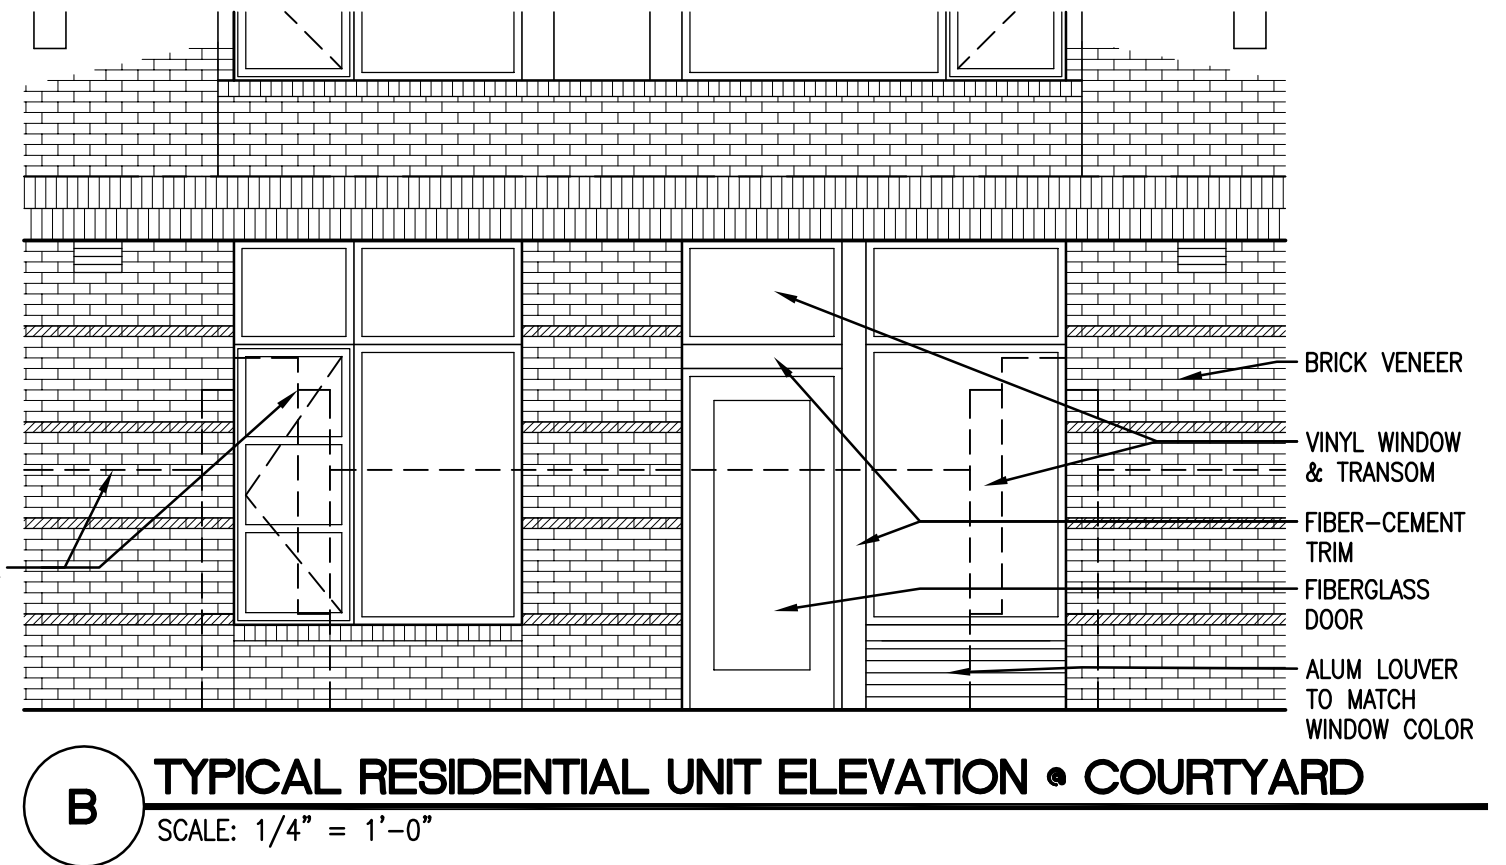 BRICK VENEER
VINYL WINDOW
& TRANSOM
FIBER-CEMENT
TRIM
FIBERGLASS
DOOR
ALUM LOUVER
TO MATCH
WINDOW COLOR
B
TYPICAL RESIDENTIAL UNIT ELEVATION @ COURTYARD
SCALE: 1/4" = 1'-0"